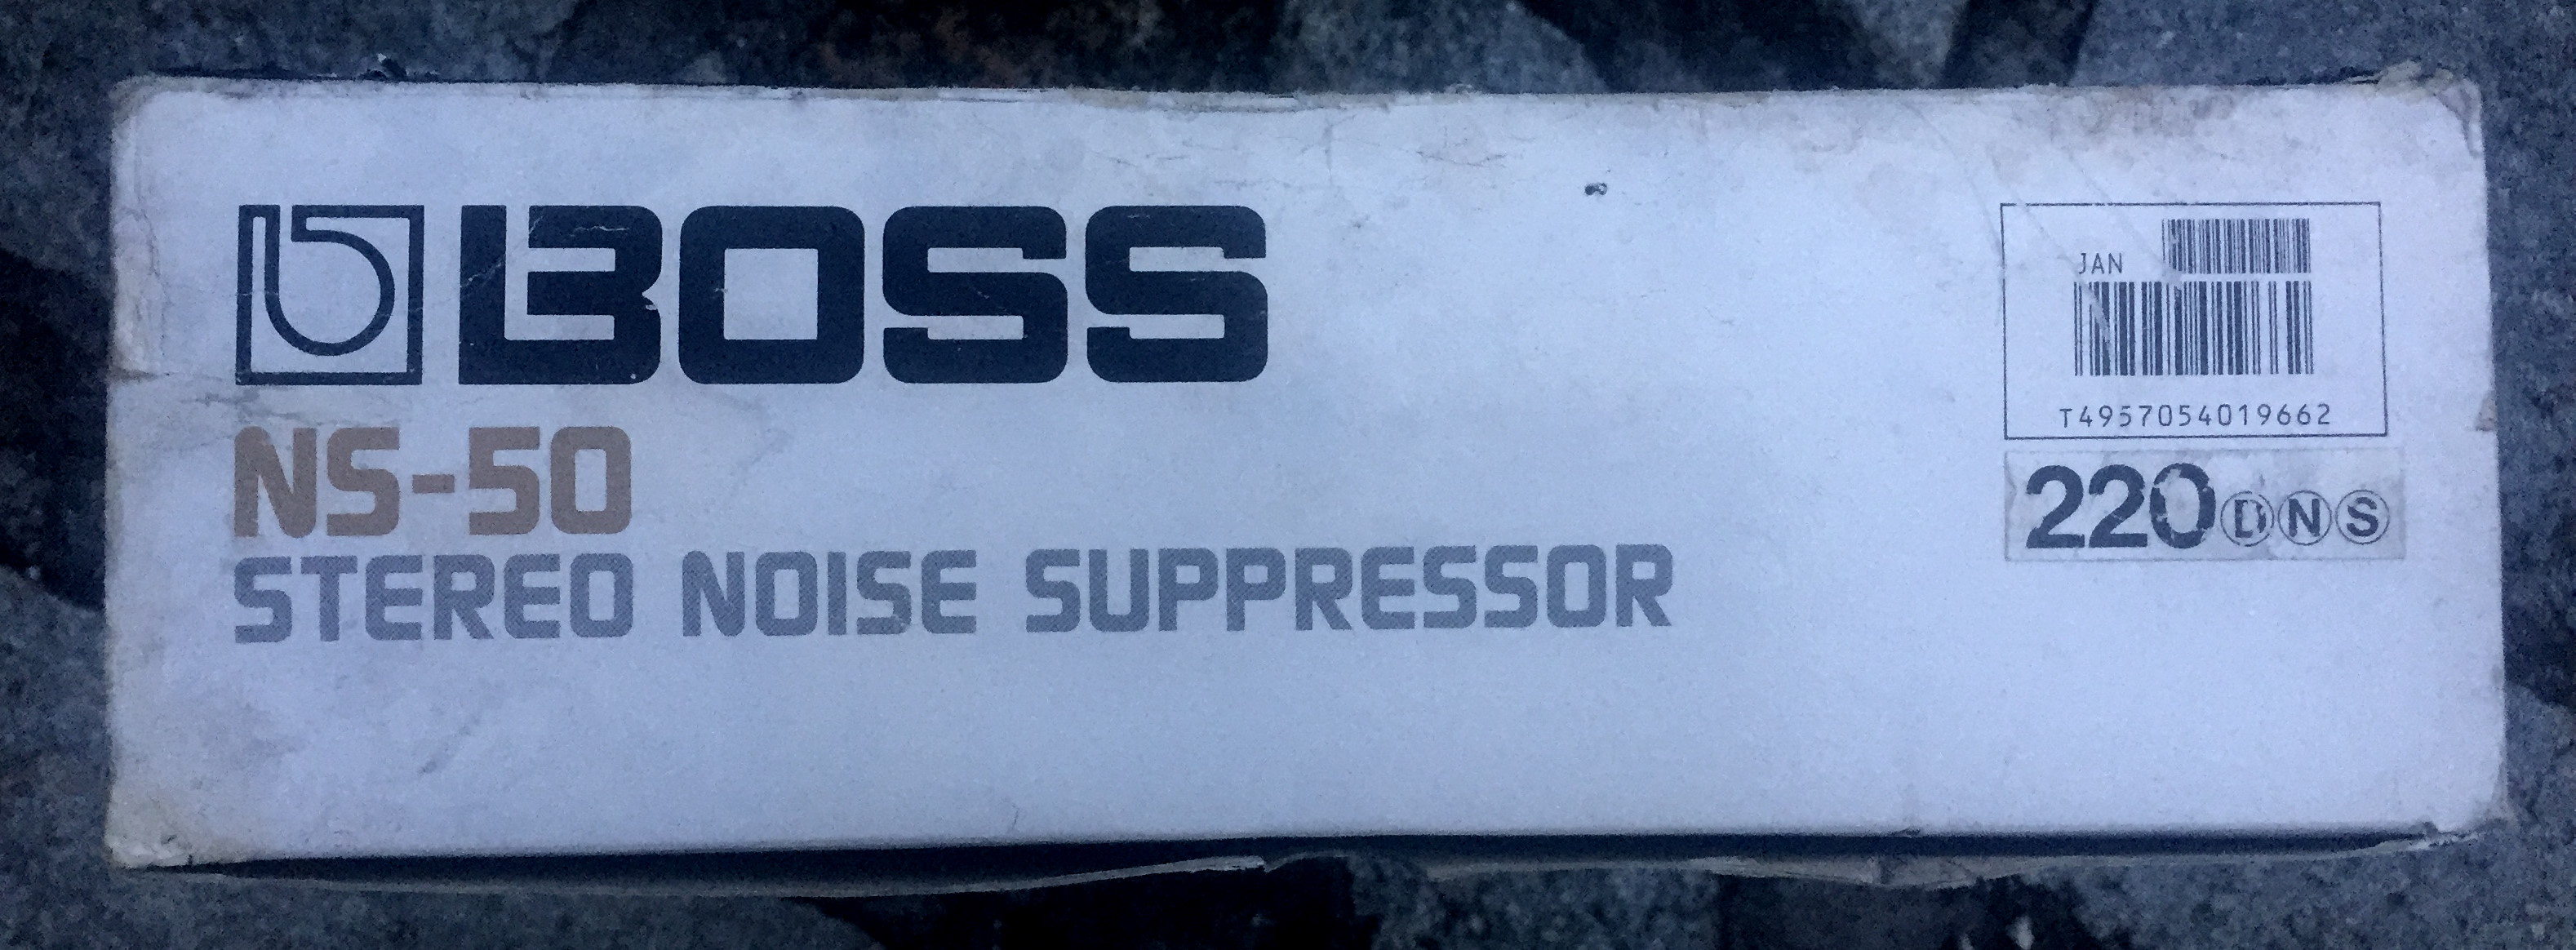 BOSS
NS-50
STEREO NOISE SUPPRESSOR
JAN
T4957054019662
220 D N S